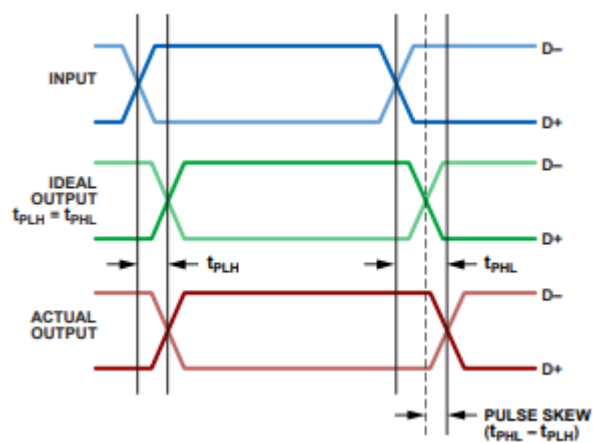 INPUT
D–
D+
IDEAL
OUTPUT
tPLH = tPHL
D–
D+
tPLH
tPHL
ACTUAL
OUTPUT
D–
D+
PULSE SKEW
(tPHL – tPLH)